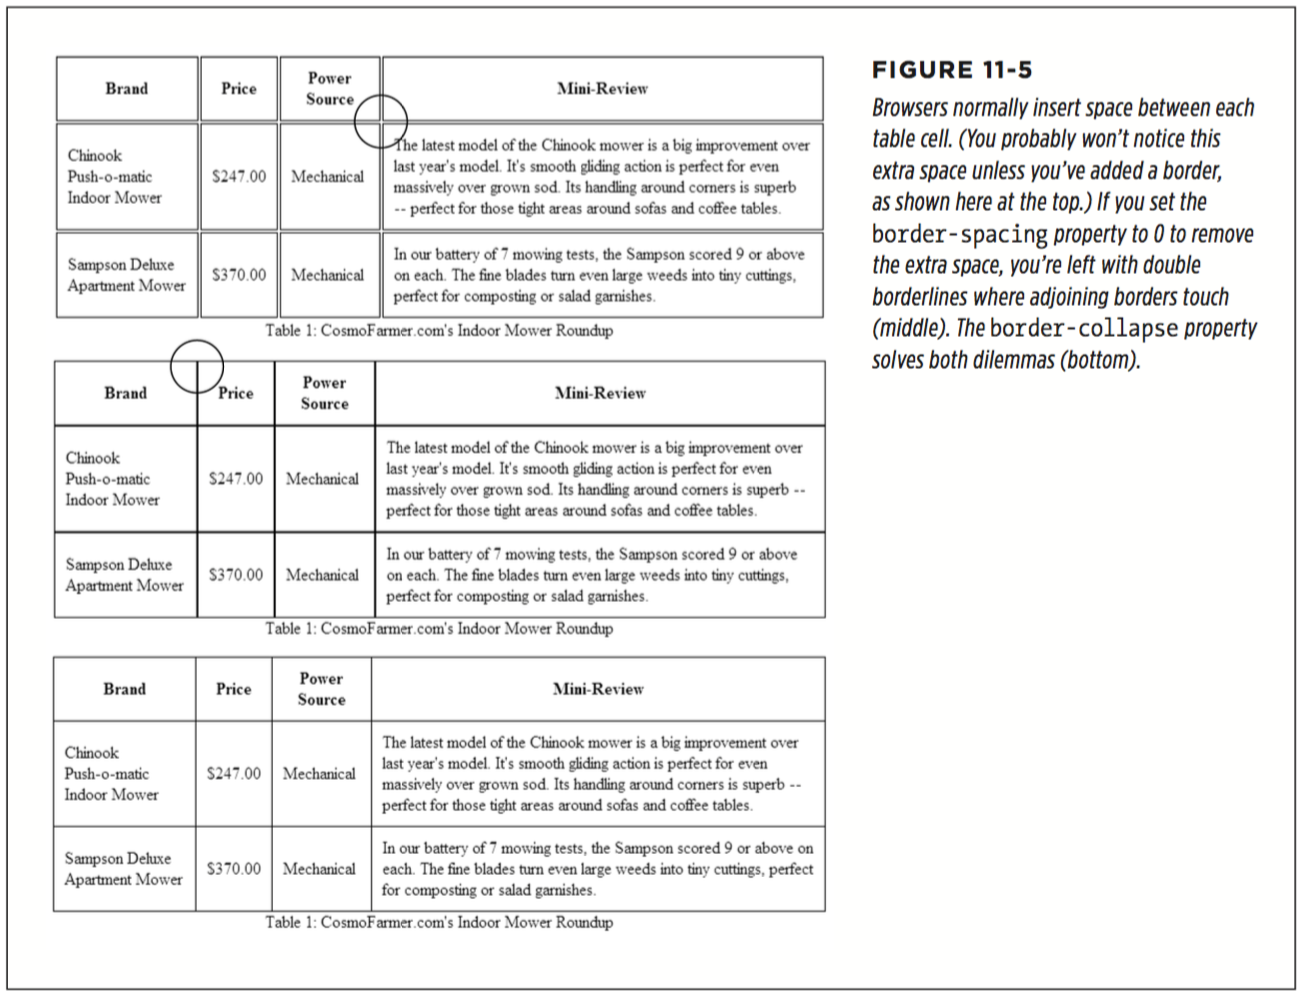 Brand Price Power Source Mini-Review
Chinook
Push-o-matic
Indoor Mower
$247.00
Mechanical
The latest model of the Chinook mower is a big improvement over
last year's model. It's smooth gliding action is perfect for even
massively over grown sod. Its handling around corners is superb
-- perfect for those tight areas around sofas and coffee tables.
Sampson Deluxe
Apartment Mower
$370.00
Mechanical
In our battery of 7 mowing tests, the Sampson scored 9 or above
on each. The fine blades turn even large weeds into tiny cuttings,
perfect for composting or salad garnishes.
Table 1: CosmoFarmer.com's Indoor Mower Roundup
Brand Price Power Source Mini-Review
Chinook
Push-o-matic
Indoor Mower
$247.00
Mechanical
The latest model of the Chinook mower is a big improvement over
last year's model. It's smooth gliding action is perfect for even
massively over grown sod. Its handling around corners is superb --
perfect for those tight areas around sofas and coffee tables.
Sampson Deluxe
Apartment Mower
$370.00
Mechanical
In our battery of 7 mowing tests, the Sampson scored 9 or above
on each. The fine blades turn even large weeds into tiny cuttings,
perfect for composting or salad garnishes.
Table 1: CosmoFarmer.com's Indoor Mower Roundup
Brand Price Power Source Mini-Review
Chinook
Push-o-matic
Indoor Mower
$247.00
Mechanical
The latest model of the Chinook mower is a big improvement over
last year's model. It's smooth gliding action is perfect for even
massively over grown sod. Its handling around corners is superb --
perfect for those tight areas around sofas and coffee tables.
Sampson Deluxe
Apartment Mower
$370.00
Mechanical
In our battery of 7 mowing tests, the Sampson scored 9 or above on
each. The fine blades turn even large weeds into tiny cuttings, perfect
for composting or salad garnishes.
Table 1: CosmoFarmer.com's Indoor Mower Roundup
FIGURE 11-5
Browsers normally insert space between each
table cell. (You probably won't notice this
extra space unless you've added a border,
as shown here at the top.) If you set the
border-spacing property to 0 to remove
the extra space, you're left with double
borderlines where adjoining borders touch
(middle). The border-collapse property
solves both dilemmas (bottom).